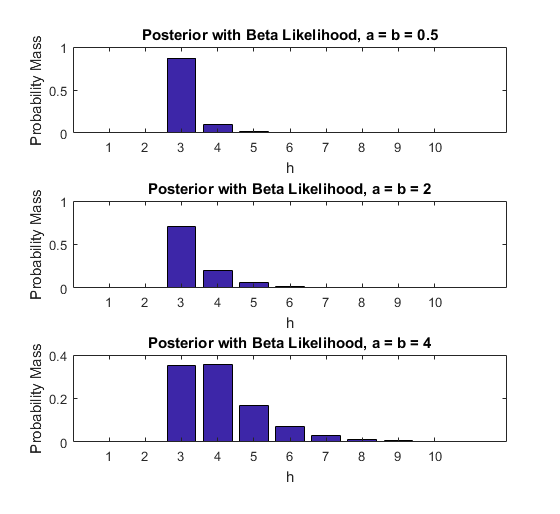 Posterior with Beta Likelihood, a = b = 0.5
Probability Mass
1
0.5
0
1 2 3 4 5 6 7 8 9 10
h
Posterior with Beta Likelihood, a = b = 2
Probability Mass
1
0.5
0
1 2 3 4 5 6 7 8 9 10
h
Posterior with Beta Likelihood, a = b = 4
Probability Mass
0.4
0.2
0
1 2 3 4 5 6 7 8 9 10
h